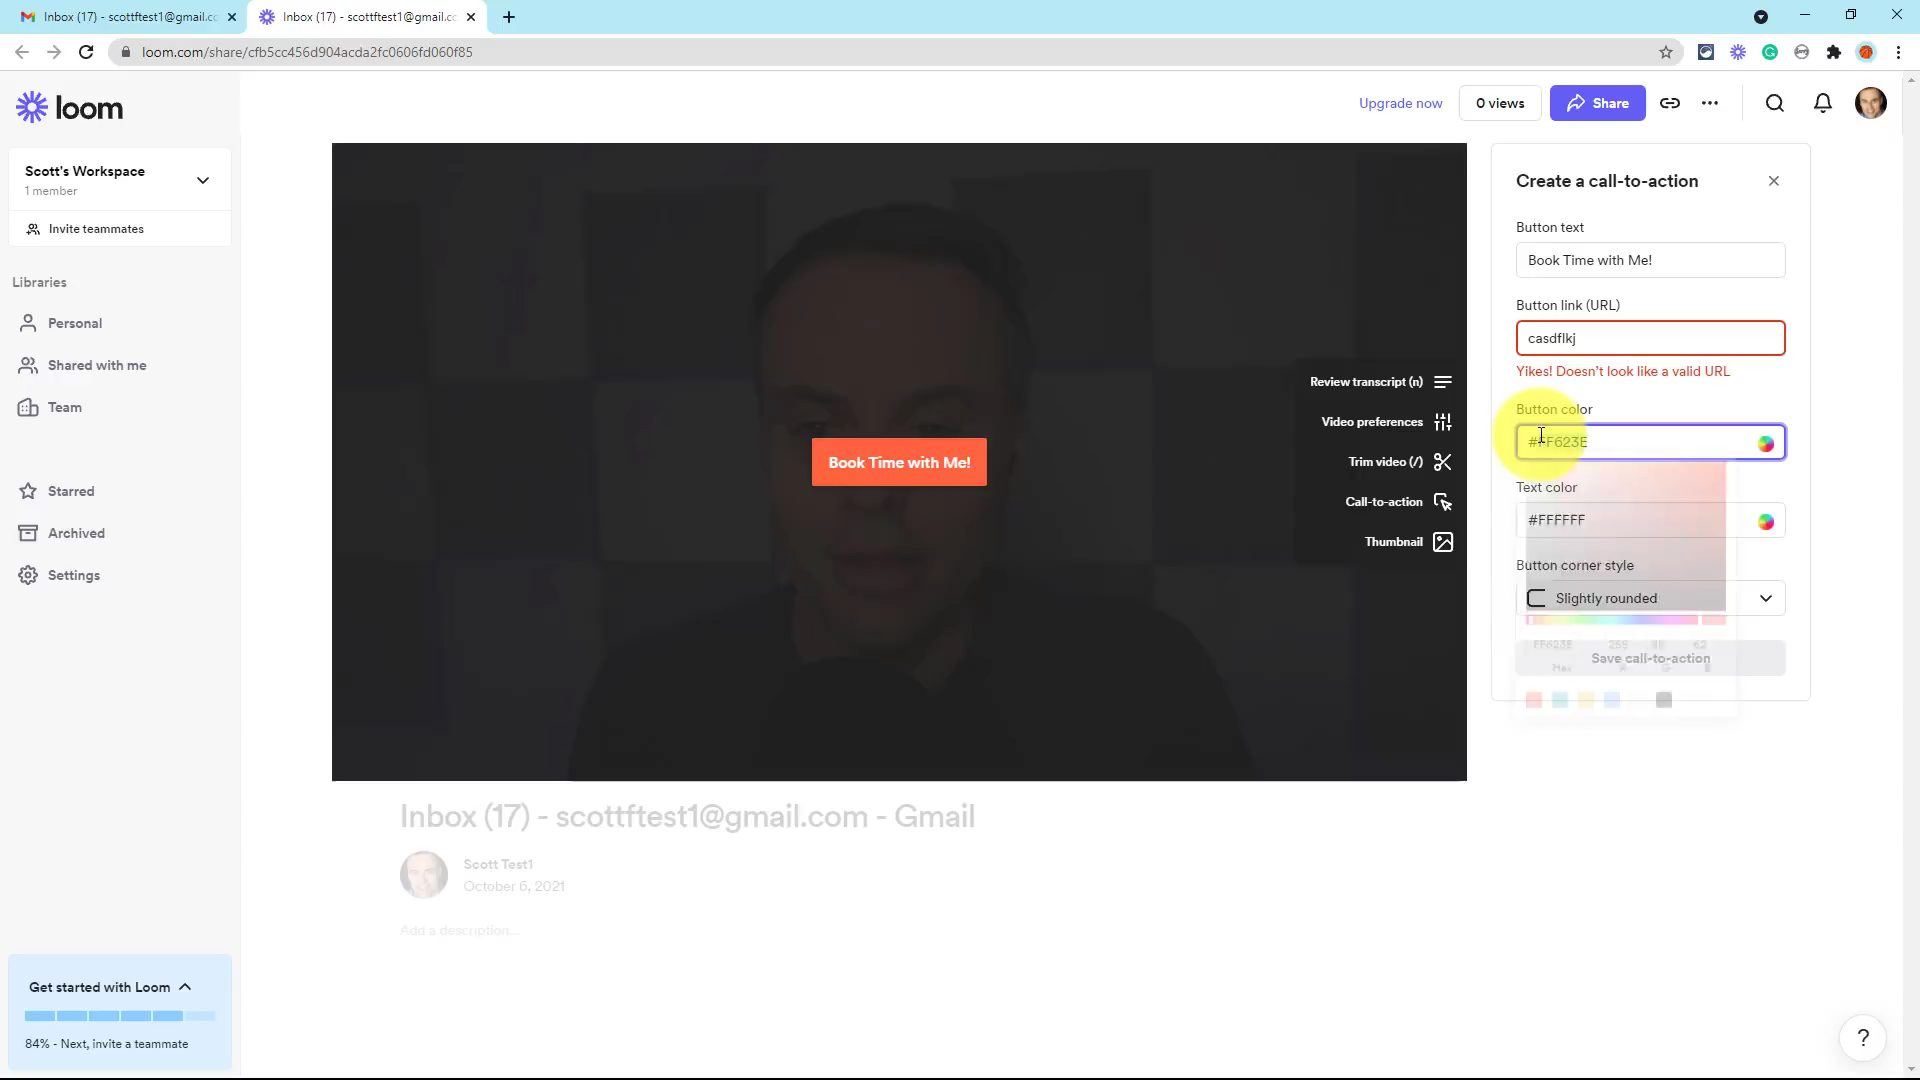 Inbox (17) - scottftest1@gmail.cc
Inbox (17) - scottftest1@gmail.cc
loom.com/share/cfb5cc456d904acda2fc0606fd060f85
loom
Upgrade now
0 views
Share
Scott's Workspace
1 member
Invite teammates
Libraries
Personal
Shared with me
Team
Starred
Archived
Settings
Get started with Loom
84% - Next, invite a teammate
Book Time with Me!
Review transcript (n)
Video preferences
Trim video (/)
Call-to-action
Thumbnail
Inbox (17) - scottftest1@gmail.com - Gmail
Scott Test1
October 6, 2021
Add a description...
Create a call-to-action
Button text
Book Time with Me!
Button link (URL)
casdflkj
Yikes! Doesn't look like a valid URL
Button color
#FF623E
Text color
#FFFFFF
Button corner style
Slightly rounded
FF623E 255
Save call-to-action
Hex
?